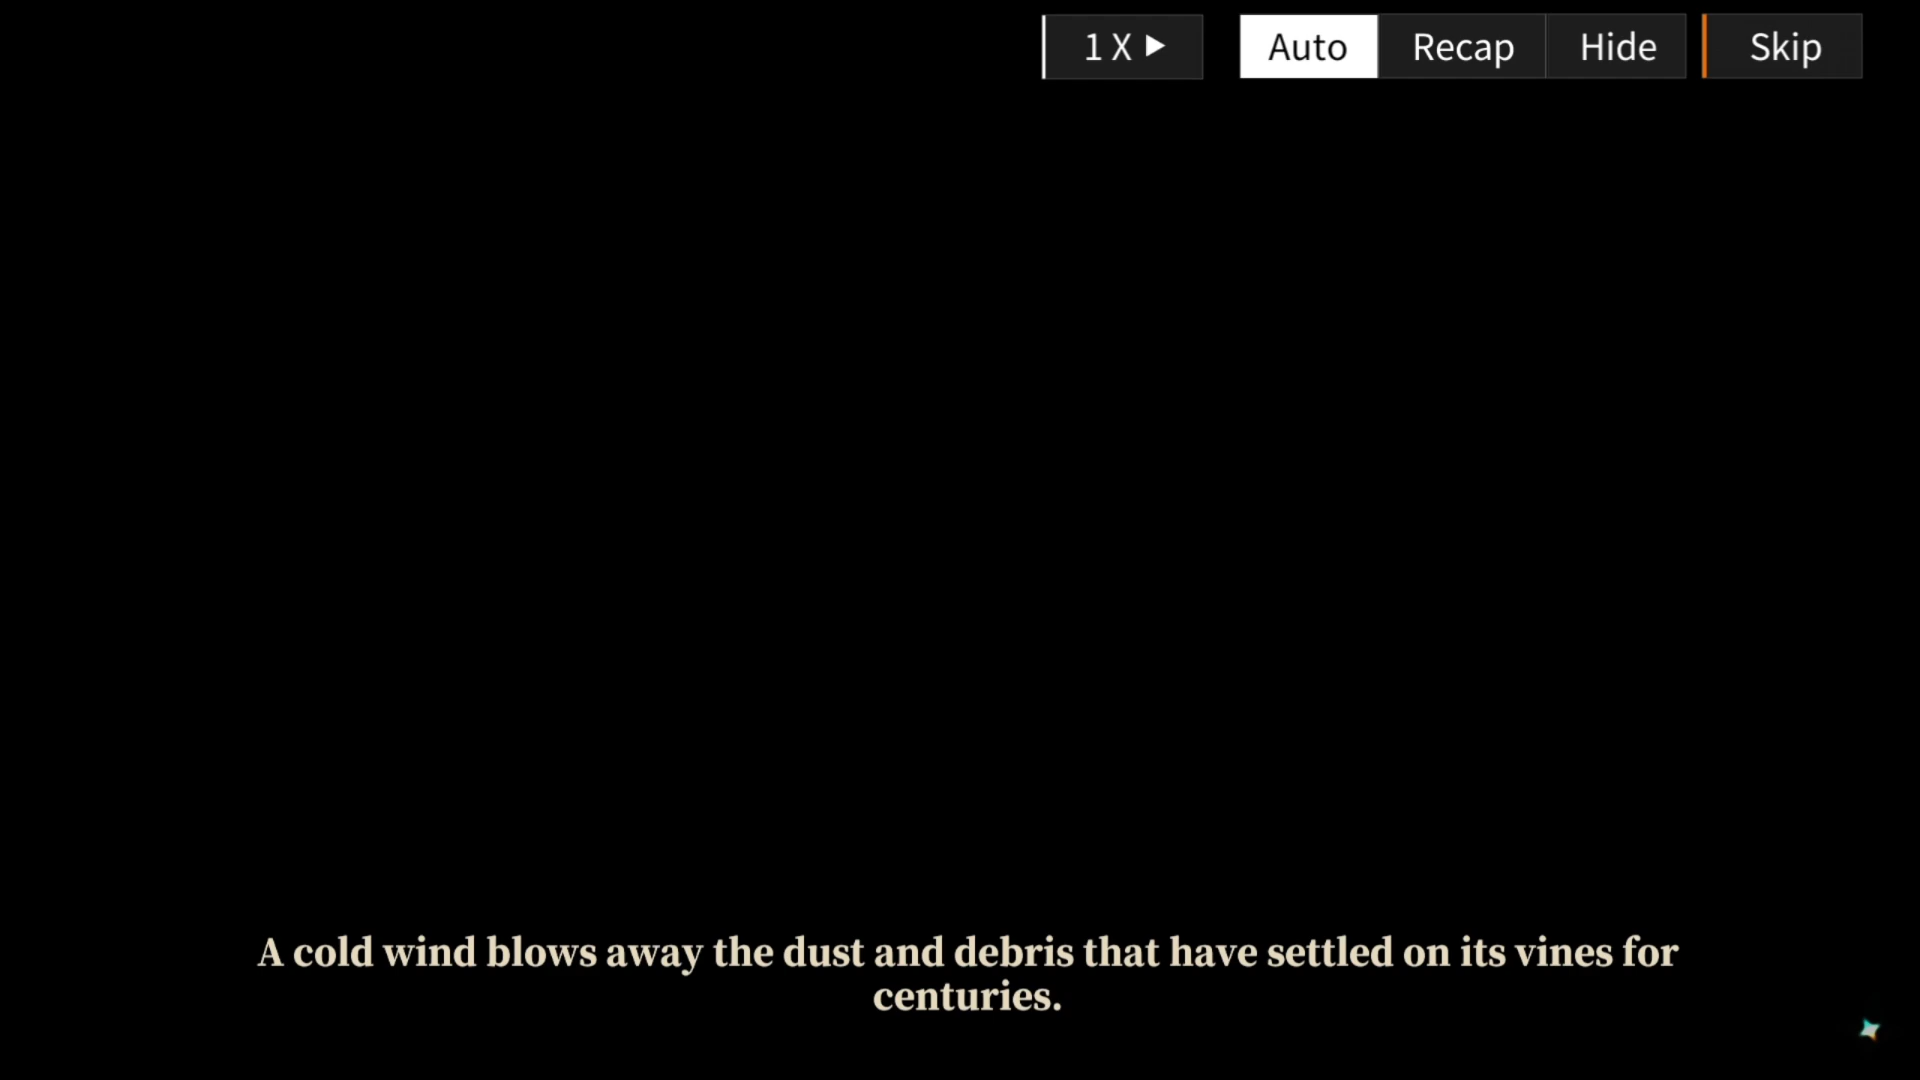 1 X Auto Recap Hide Skip
A cold wind blows away the dust and debris that have settled on its vines for
centuries.